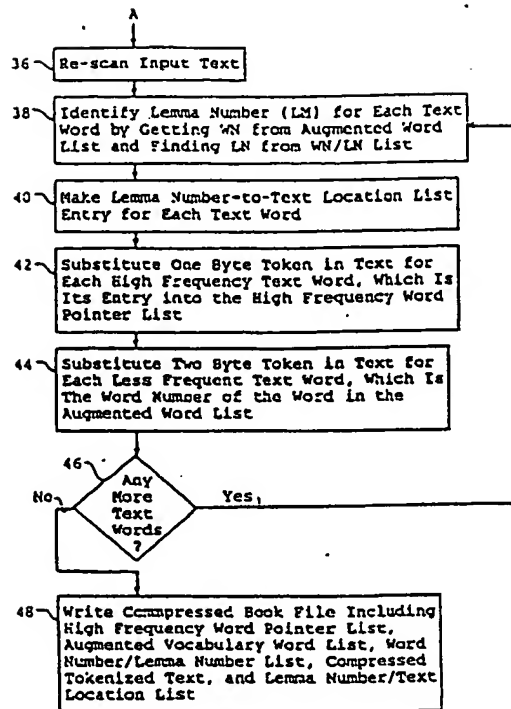 A
36 Re-scan Input Text
38 Identify Lemma Number (LM) for Each Text
Word by Getting WN from Augmented Word
List and Finding LN from WN/LN List
40 Make Lemma Number-to-Text Location List
Entry for Each Text Word
42 Substitute One Byte Token in Text for
Each High Frequency Text Word, Which Is
Its Entry into the High Frequency Word
Pointer List
44 Substitute Two Byte Token in Text for
Each Less Frequent Text Word, Which Is
The Word Number of the Word in the
Augmented Word List
46
Any
More
Text
Words
?
No
Yes
48 Write Commpressed Book File Including
High Frequency Word Pointer List,
Augmented Vocabulary Word List, Word
Number/Lemma Number List, Compressed
Tokenized Text, and Lemma Number/Text
Location List